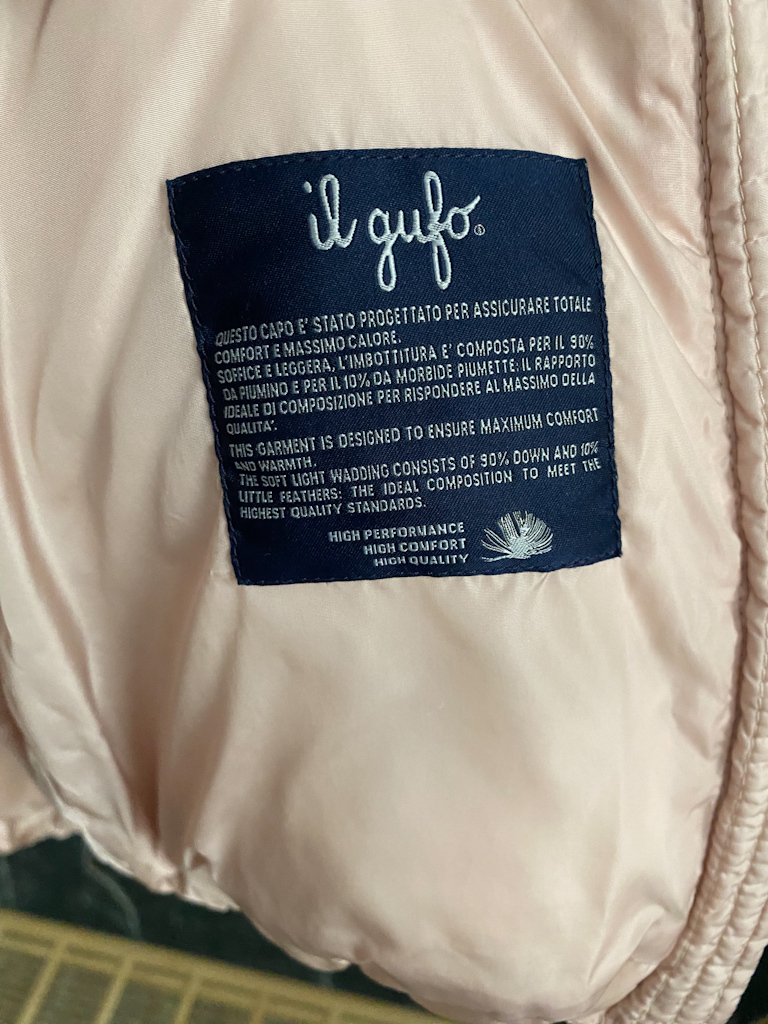 il gufo®
QUESTO CAPO E' STATO PROGETTATO PER ASSICURARE TOTALE
COMFORT E MASSIMO CALORE.
SOFFICE E LEGGERA, L'IMBOTTITURA E' COMPOSTA PER IL 90%
DA PIUMINO E PER IL 10% DA MORBIDE PIUMETTE: IL RAPPORTO
IDEALE DI COMPOSIZIONE PER RISPONDERE AL MASSIMO DELLA
QUALITA'.
THIS GARMENT IS DESIGNED TO ENSURE MAXIMUM COMFORT
AND WARMTH.
THE SOFT LIGHT WADDING CONSISTS OF 90% DOWN AND 10%
LITTLE FEATHERS: THE IDEAL COMPOSITION TO MEET THE
HIGHEST QUALITY STANDARDS.
HIGH PERFORMANCE
HIGH COMFORT
HIGH QUALITY